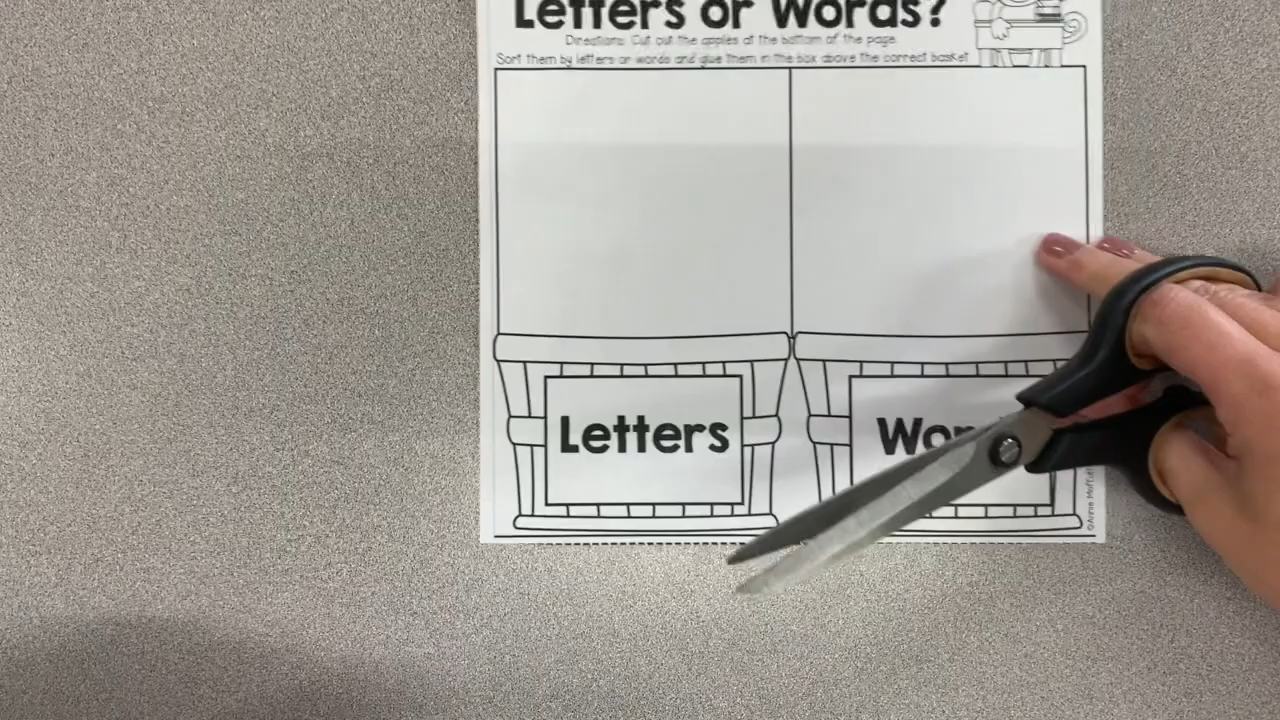 Letters or Words?
Directions: Cut out the apples at the bottom of the page.
Sort them by letters or words and glue them in the box above the correct basket
Letters
Wor